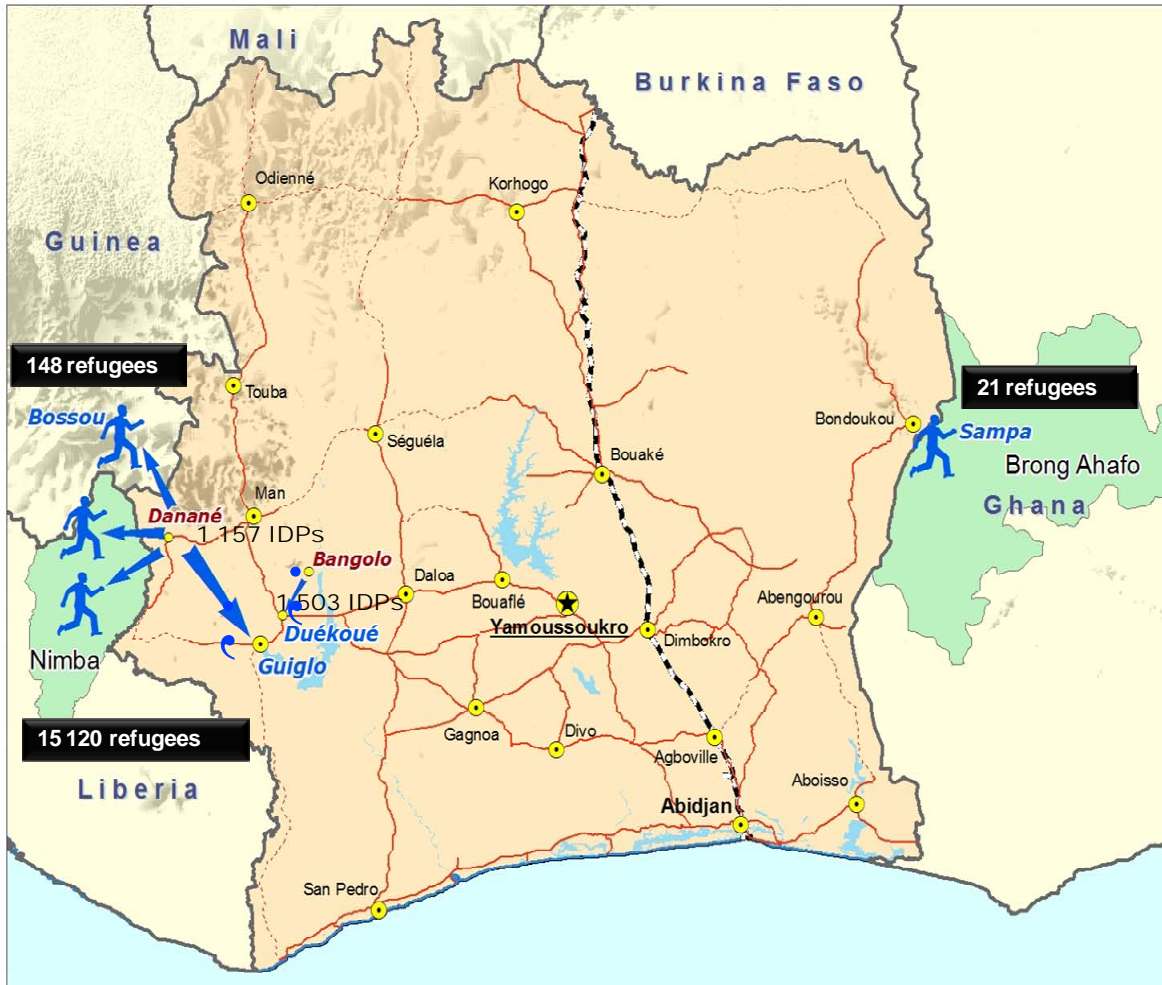 Mali
Burkina Faso
Odienné
Korhogo
Guinea
148 refugees
Touba
21 refugees
Bossou
Bondoukou
Sampa
Séguéla
Bouaké
Brong Ahafo
Man
Ghana
Danané
1 157 IDPs
Bangolo
Daloa
Bouaflé
1 503 IDPs
Abengourou
Yamoussoukro
Duékoué
Dimbokro
Nimba
Guiglo
Gagnoa
Divo
15 120 refugees
Agboville
Liberia
Aboisso
Abidjan
San Pedro